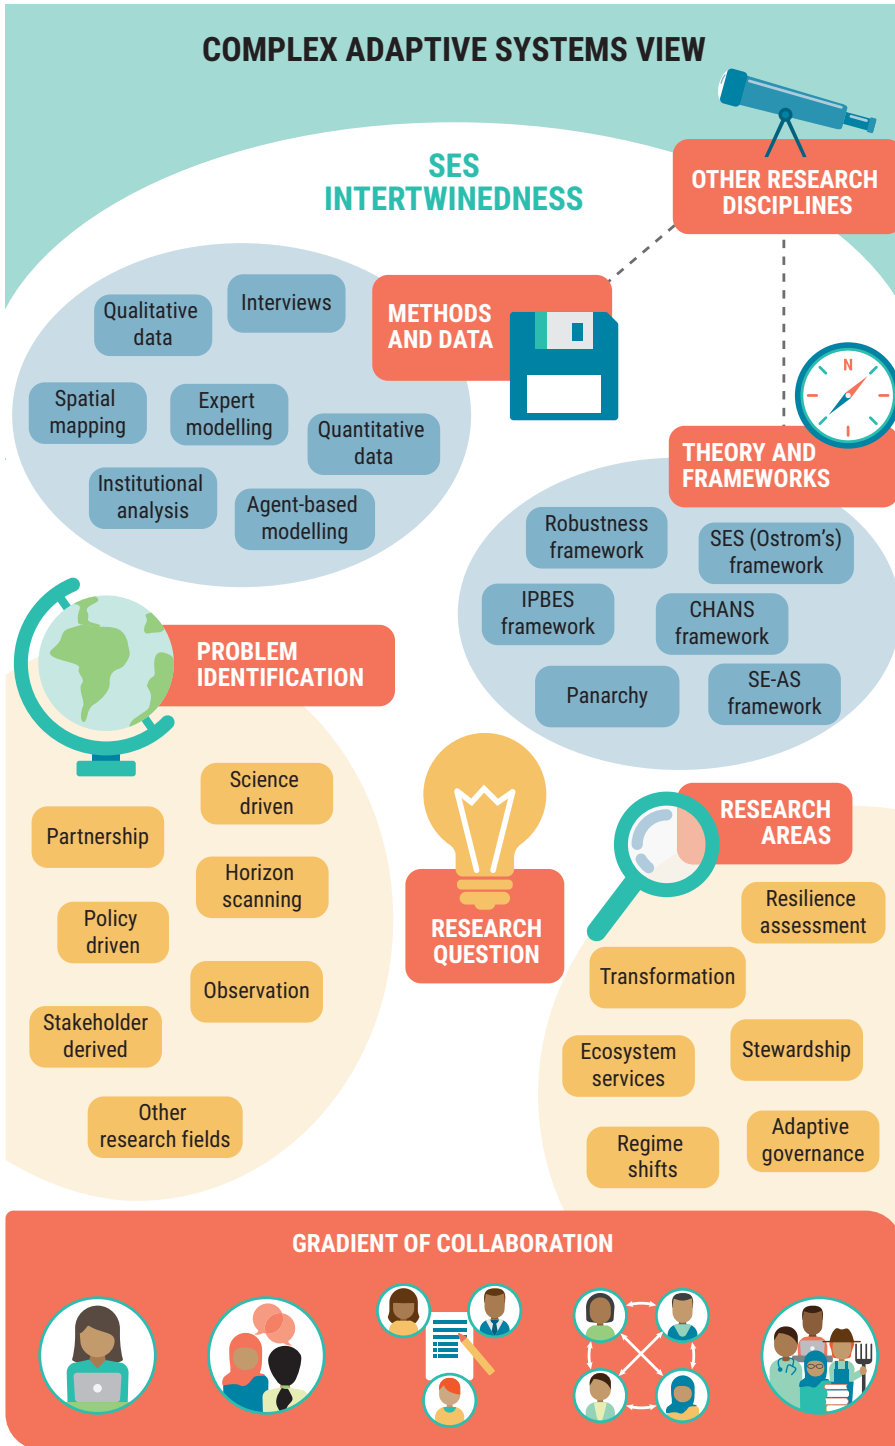 COMPLEX ADAPTIVE SYSTEMS VIEW
SES
INTERTWINEDNESS
OTHER RESEARCH
DISCIPLINES
METHODS
AND DATA
Qualitative
data
Interviews
Spatial
mapping
Expert
modelling
Quantitative
data
Institutional
analysis
Agent-based
modelling
N
THEORY AND
FRAMEWORKS
Robustness
framework
SES (Ostrom's)
framework
IPBES
framework
CHANS
framework
Panarchy
SE-AS
framework
PROBLEM
IDENTIFICATION
Science
driven
Partnership
Horizon
scanning
Policy
driven
Observation
Stakeholder
derived
Other
research fields
RESEARCH
QUESTION
RESEARCH
AREAS
Resilience
assessment
Transformation
Ecosystem
services
Stewardship
Regime
shifts
Adaptive
governance
GRADIENT OF COLLABORATION